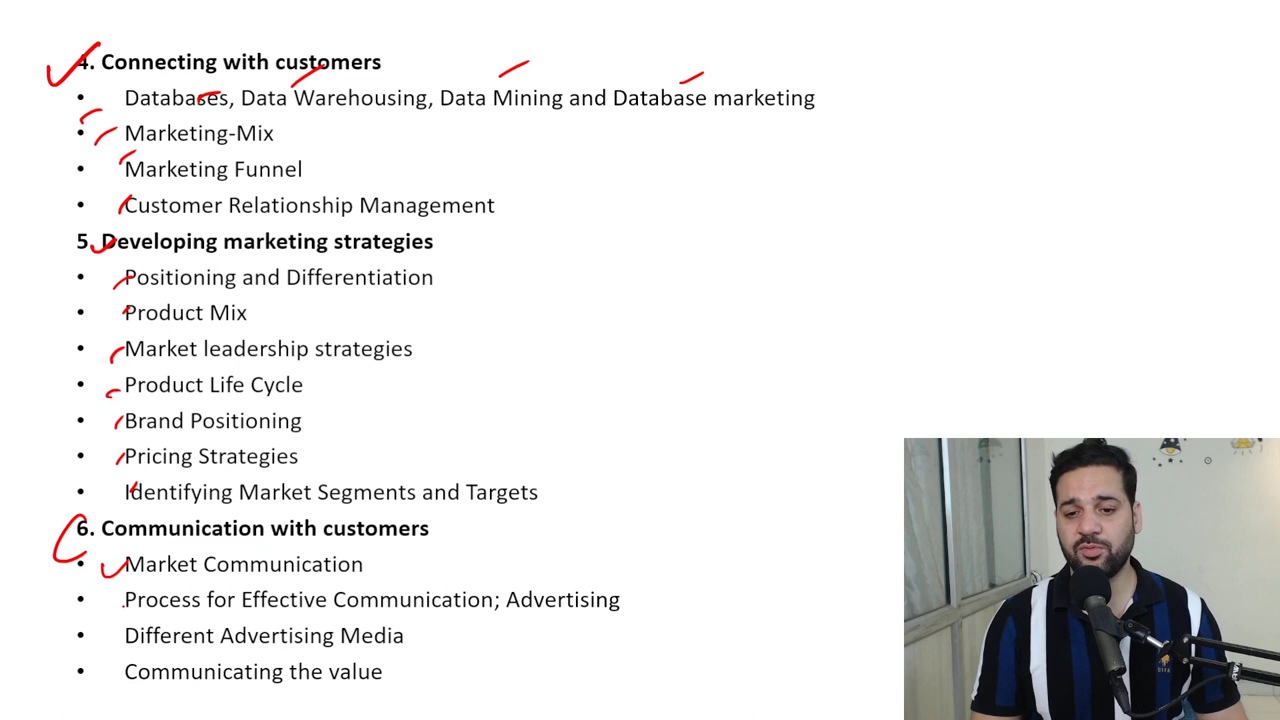 4. Connecting with customers
• Databases, Data Warehousing, Data Mining and Database marketing
• Marketing-Mix
• Marketing Funnel
• Customer Relationship Management
5. Developing marketing strategies
• Positioning and Differentiation
• Product Mix
• Market leadership strategies
• Product Life Cycle
• Brand Positioning
• Pricing Strategies
• Identifying Market Segments and Targets
6. Communication with customers
• Market Communication
• Process for Effective Communication; Advertising
• Different Advertising Media
• Communicating the value